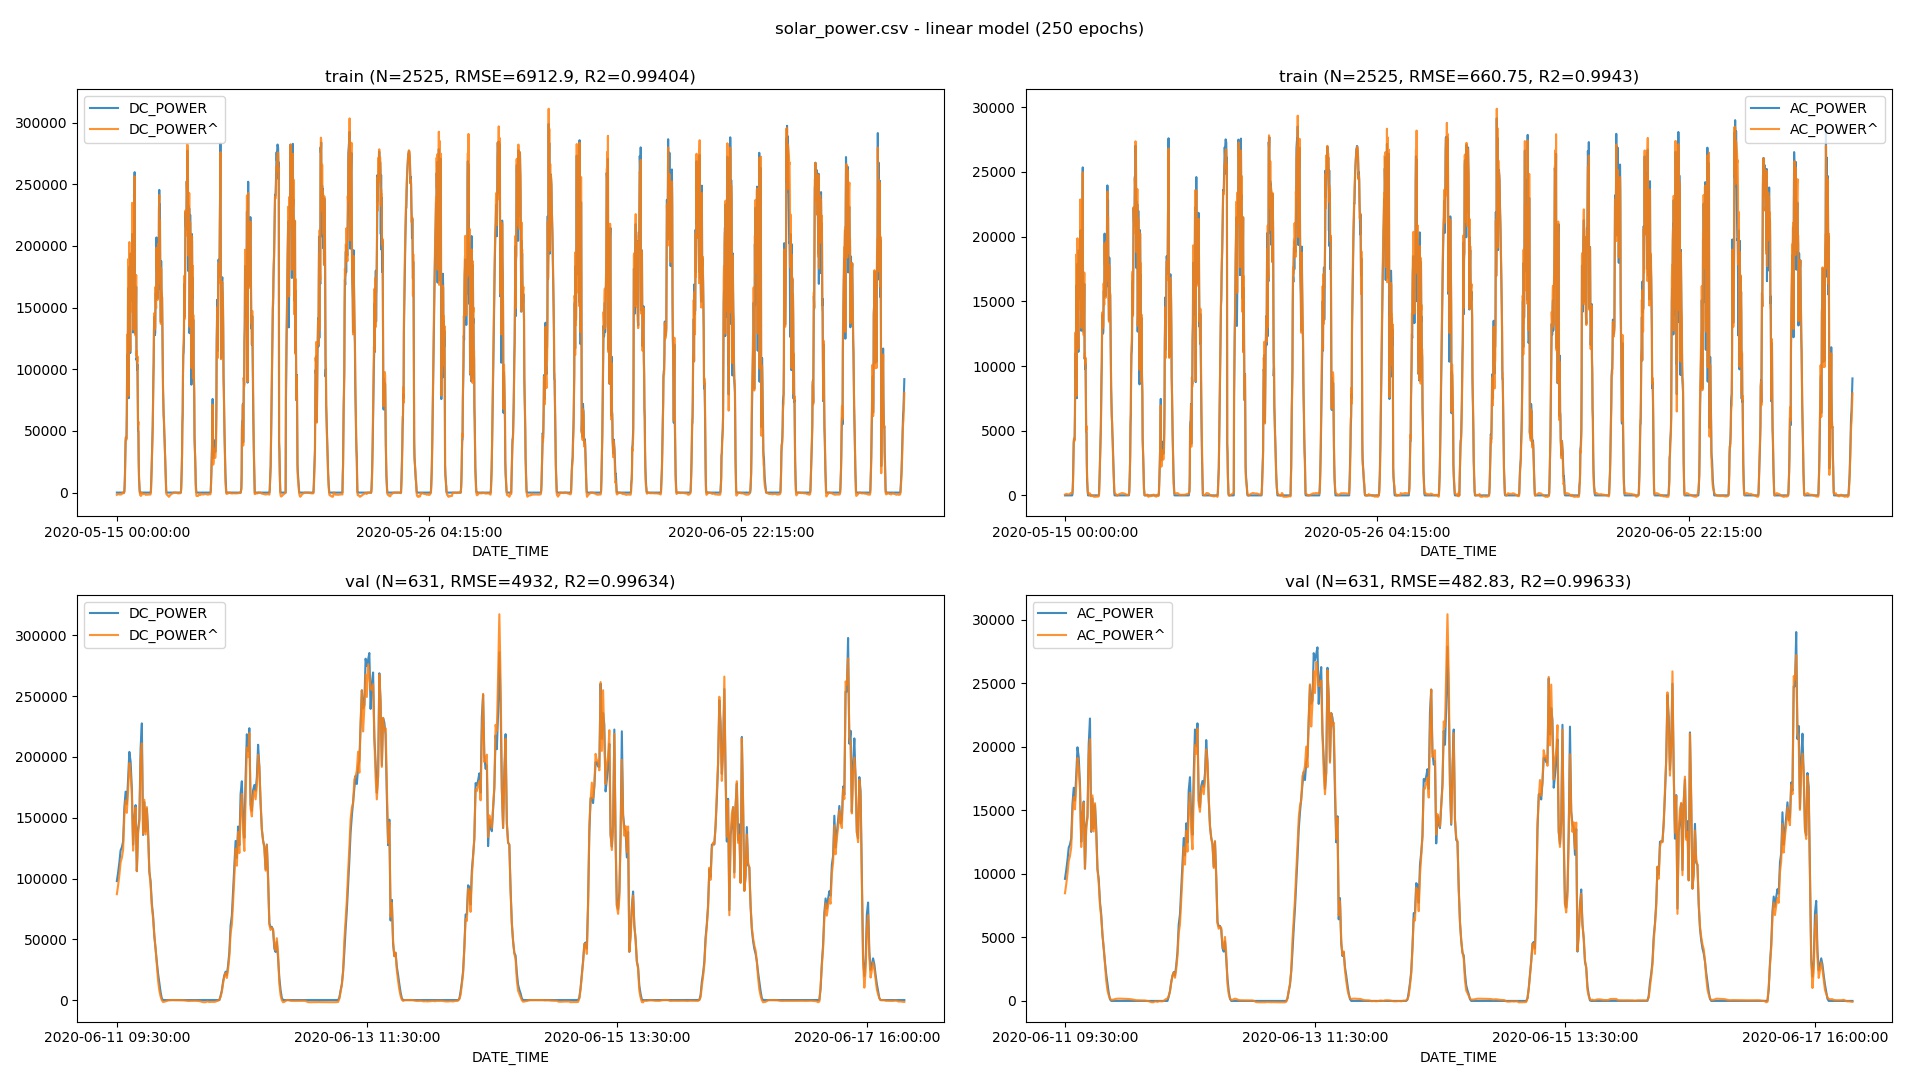 solar_power.csv - linear model (250 epochs)
train (N=2525, RMSE=6912.9, R2=0.99404)
DC_POWER
DC_POWER^
300000
250000
200000
150000
100000
50000
0
2020-05-15 00:00:00
2020-05-26 04:15:00
2020-06-05 22:15:00
DATE_TIME
train (N=2525, RMSE=660.75, R2=0.9943)
AC_POWER
AC_POWER^
30000
25000
20000
15000
10000
5000
0
2020-05-15 00:00:00
2020-05-26 04:15:00
2020-06-05 22:15:00
DATE_TIME
val (N=631, RMSE=4932, R2=0.99634)
DC_POWER
DC_POWER^
300000
250000
200000
150000
100000
50000
0
2020-06-11 09:30:00
2020-06-13 11:30:00
2020-06-15 13:30:00
2020-06-17 16:00:00
DATE_TIME
val (N=631, RMSE=482.83, R2=0.99633)
AC_POWER
AC_POWER^
30000
25000
20000
15000
10000
5000
0
2020-06-11 09:30:00
2020-06-13 11:30:00
2020-06-15 13:30:00
2020-06-17 16:00:00
DATE_TIME